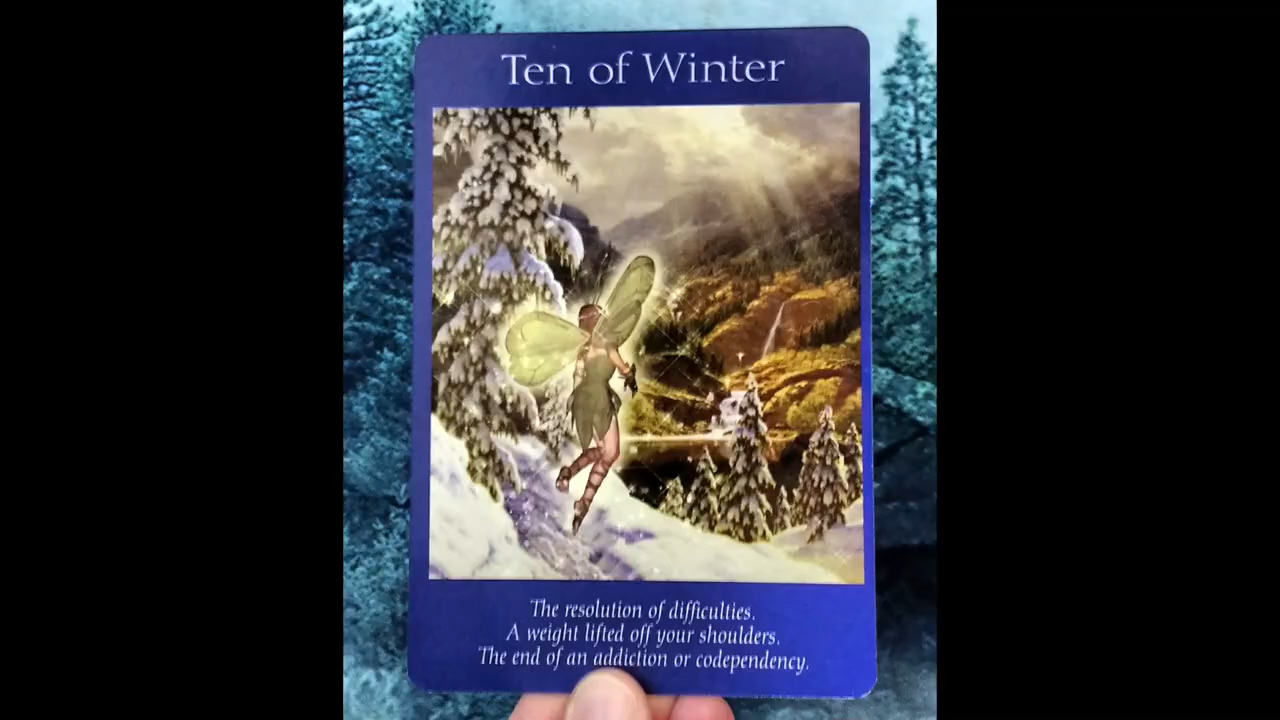 Ten of Winter
The resolution of difficulties.
A weight lifted off your shoulders.
The end of an addiction or codependency.